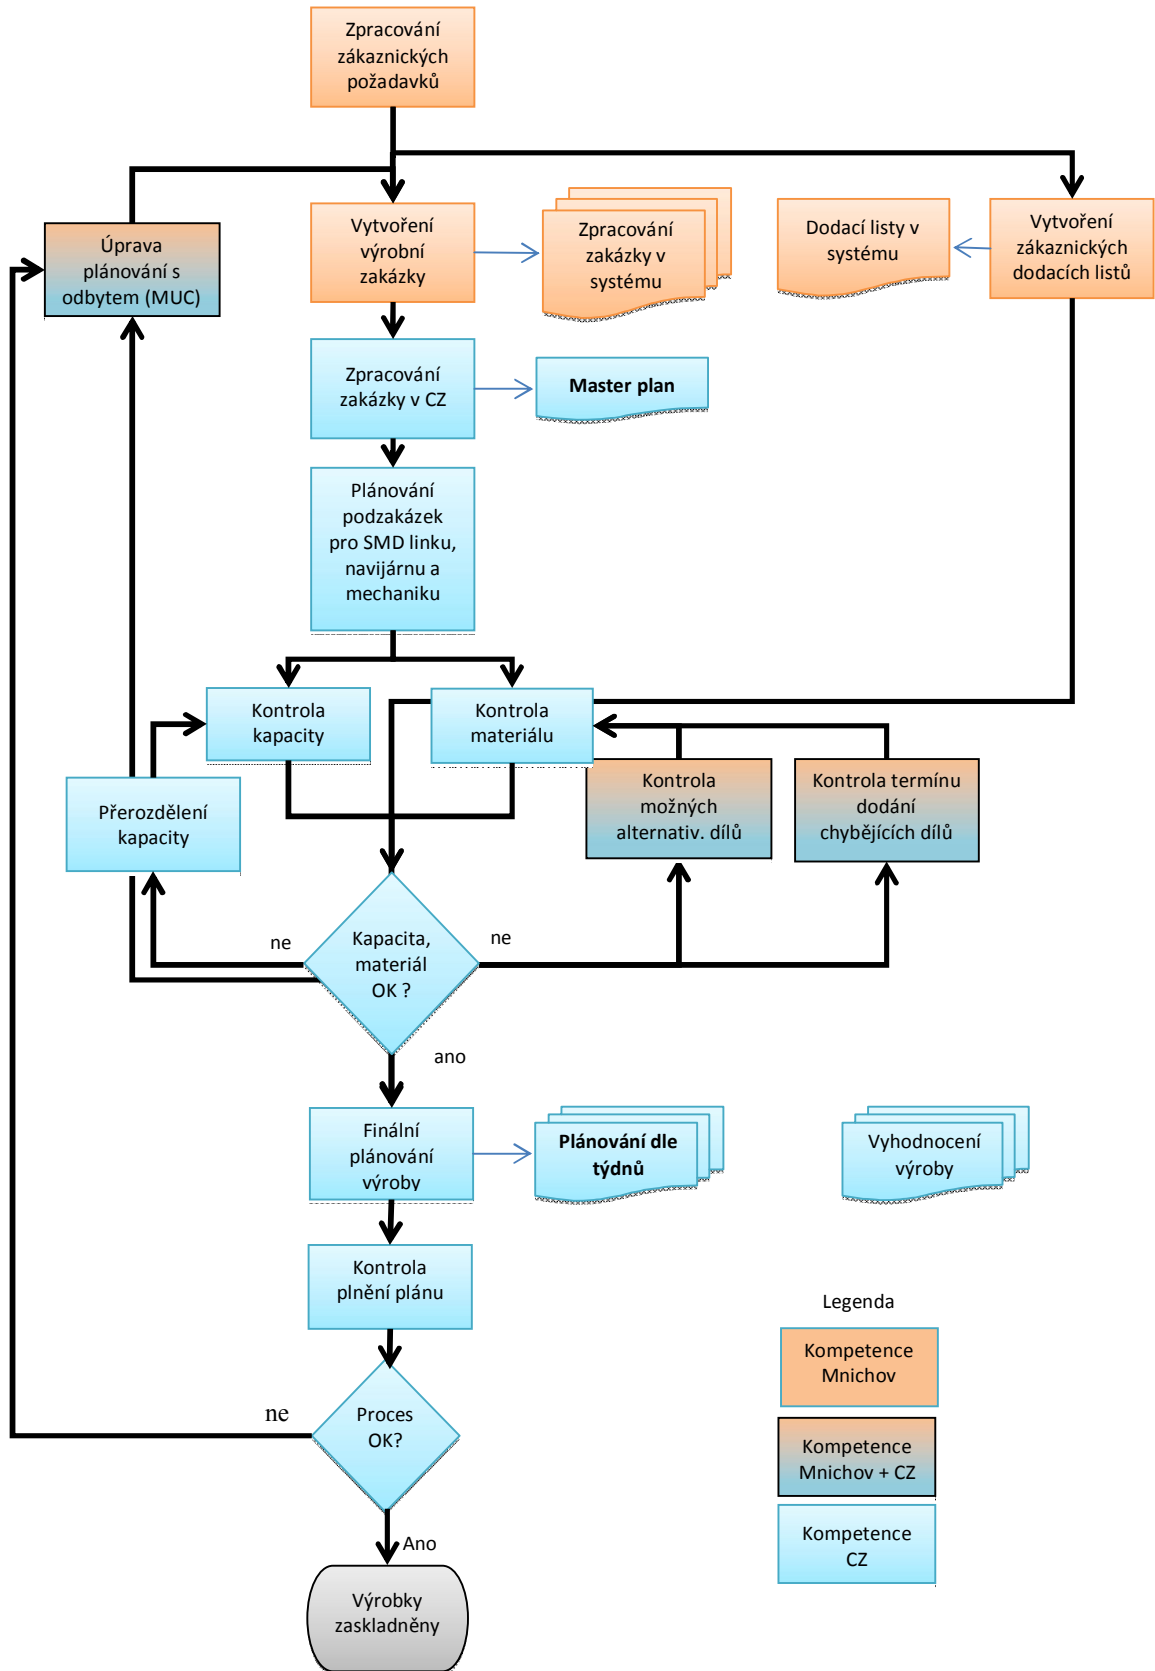 Zpracování
zákaznických
požadavků
Úprava
plánování s
odbytem (MUC)
Vytvoření
výrobní
zakázky
Zpracování
zakázky v
systému
Dodací listy v
systému
Vytvoření
zákaznických
dodacích listů
Zpracování
zakázky v CZ
Master plan
Plánování
podzakázek
pro SMD linku,
navijárnu a
mechaniku
Kontrola
kapacity
Kontrola
materiálu
Přerozdělení
kapacity
Kontrola
možných
alternativ. dílů
Kontrola termínu
dodání
chybějících dílů
ne
Kapacita,
materiál
OK ?
ne
ano
Finální
plánování
výroby
Plánování dle
týdnů
Vyhodnocení
výroby
Kontrola
plnění plánu
Legenda
Kompetence
Mnichov
ne
Proces
OK?
Kompetence
Mnichov + CZ
Kompetence
CZ
Ano
Výrobky
zaskladněny